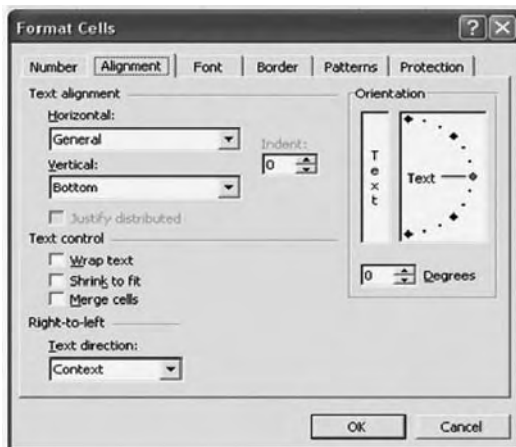 Format Cells
Number Alignment Font Border Patterns Protection
Text alignment
Horizontal:
General
Indent:
0
Vertical:
Bottom
Justify distributed
Text control
Wrap text
Shrink to fit
Merge cells
Right-to-left
Text direction:
Context
Orientation
Text
Text
0 Degrees
OK Cancel